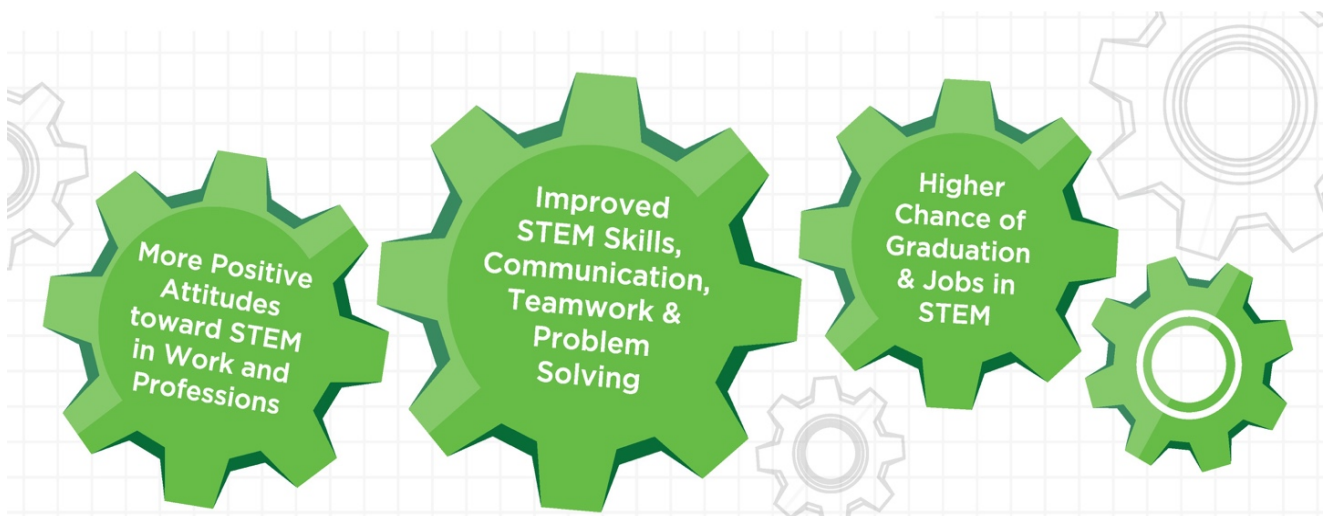 More Positive
Attitudes
toward STEM
in Work and
Professions
Improved
STEM Skills,
Communication,
Teamwork &
Problem
Solving
Higher
Chance of
Graduation
& Jobs in
STEM